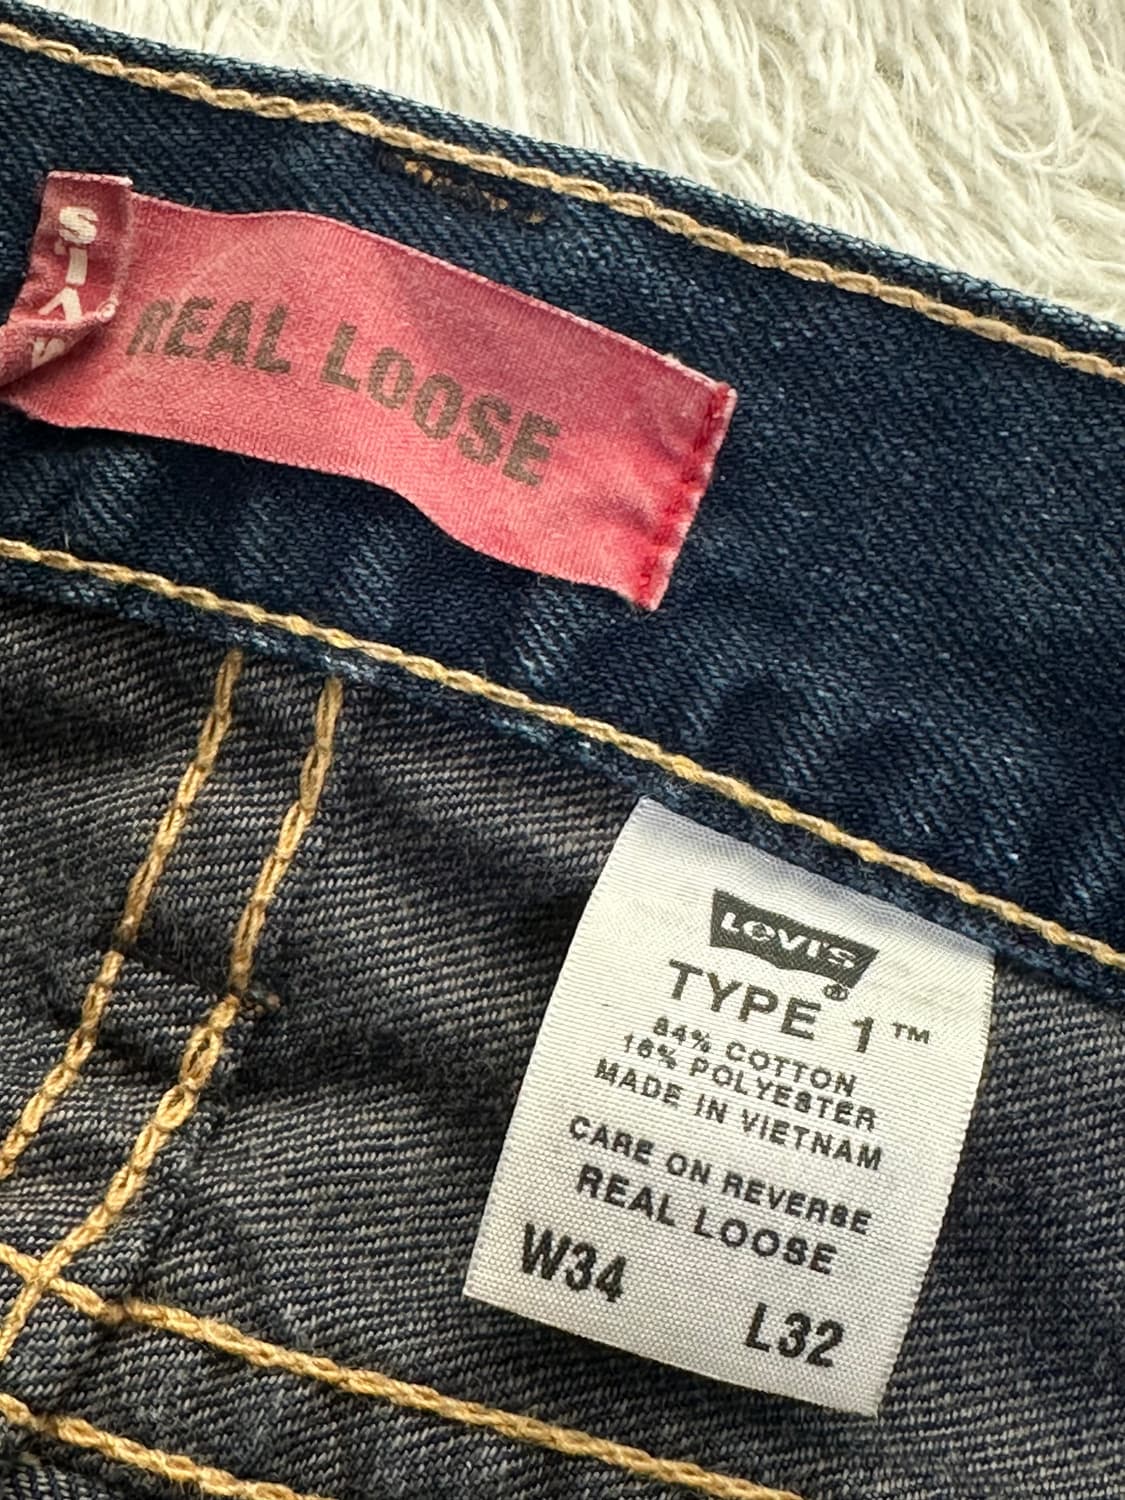 LEVI'S®
REAL LOOSE
LEVI'S®
TYPE 1™
84% COTTON
16% POLYESTER
MADE IN VIETNAM
CARE ON REVERSE
REAL LOOSE
W34
L32